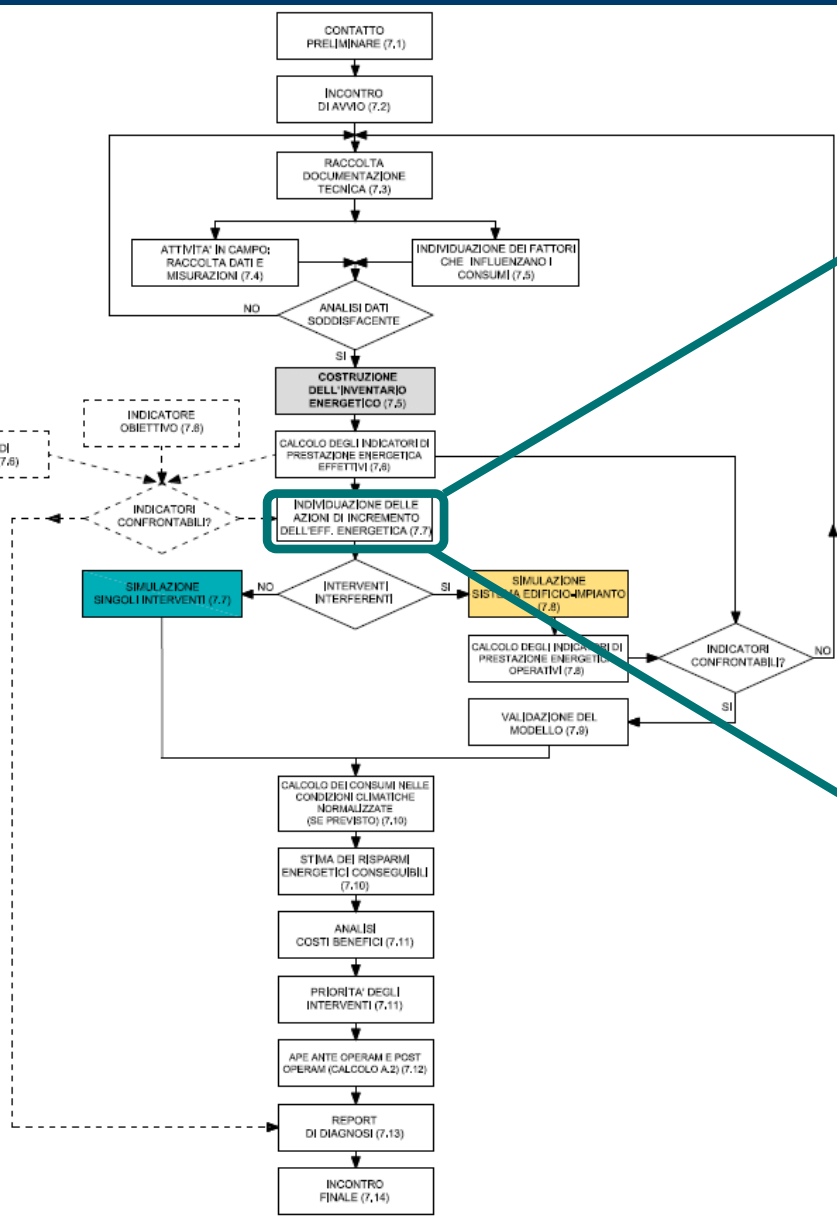 CONTATTO
PRELIMINARE (7.1)
INCONTRO
DI AVVIO (7.2)
RACCOLTA
DOCUMENTAZIONE
TECNICA (7.3)
ATTIVITA' IN CAMPO:
RACCOLTA DATI E
MISURAZIONI (7.4)
INDIVIDUAZIONE DEI FATTORI
CHE INFLUENZANO I
CONSUMI (7.5)
NO
ANALISI DATI
SODDISFACENTE
SI
COSTRUZIONE
DELL'INVENTARIO
ENERGETICO (7.5)
INDICATORE
OBIETTIVO (7.6)
DI
7.6)
CALCOLO DEGLI INDICATORI DI
PRESTAZIONE ENERGETICA
EFFETTIVI (7.6)
INDICATORI
CONFRONTABILI?
INDIVIDUAZIONE DELLE
AZIONI DI INCREMENTO
DELL'EFF. ENERGETICA (7.7)
SIMULAZIONE
SINGOLI INTERVENTI (7.7)
NO
INTERVENTI
INTERFERENTI
SI
SIMULAZIONE
SISTEMA EDIFICIO-IMPIANTO
(7.8)
CALCOLO DEGLI INDICATORI DI
PRESTAZIONE ENERGETICA
OPERATIVI (7.8)
INDICATORI
CONFRONTABILI?
NO
SI
VALIDAZIONE DEL
MODELLO (7.9)
CALCOLO DEI CONSUMI NELLE
CONDIZIONI CLIMATICHE
NORMALIZZATE
(SE PREVISTO) (7.10)
STIMA DEI RISPARMI
ENERGETICI CONSEGUIBILI
(7.10)
ANALISI
COSTI BENEFICI (7.11)
PRIORITA' DEGLI
INTERVENTI (7.11)
APE ANTE OPERAM E POST
OPERAM (CALCOLO A.2) (7.12)
REPORT
DI DIAGNOSI (7.13)
INCONTRO
FINALE (7.14)